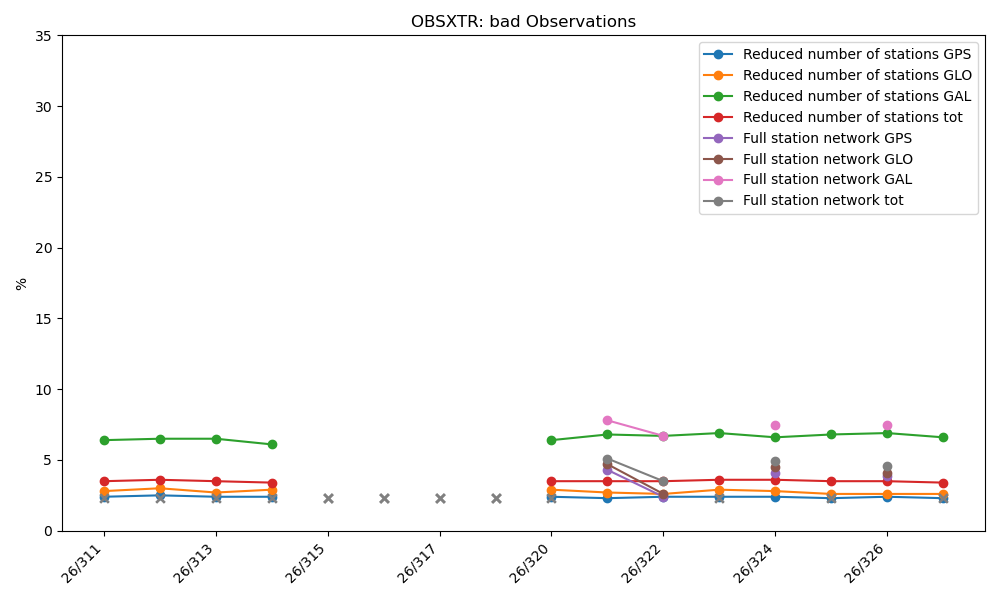 OBSXTR: bad Observations
35
30
25
20
15
10
5
0
%
Reduced number of stations GPS
Reduced number of stations GLO
Reduced number of stations GAL
Reduced number of stations tot
Full station network GPS
Full station network GLO
Full station network GAL
Full station network tot
26/311
26/313
26/315
26/317
26/320
26/322
26/324
26/326